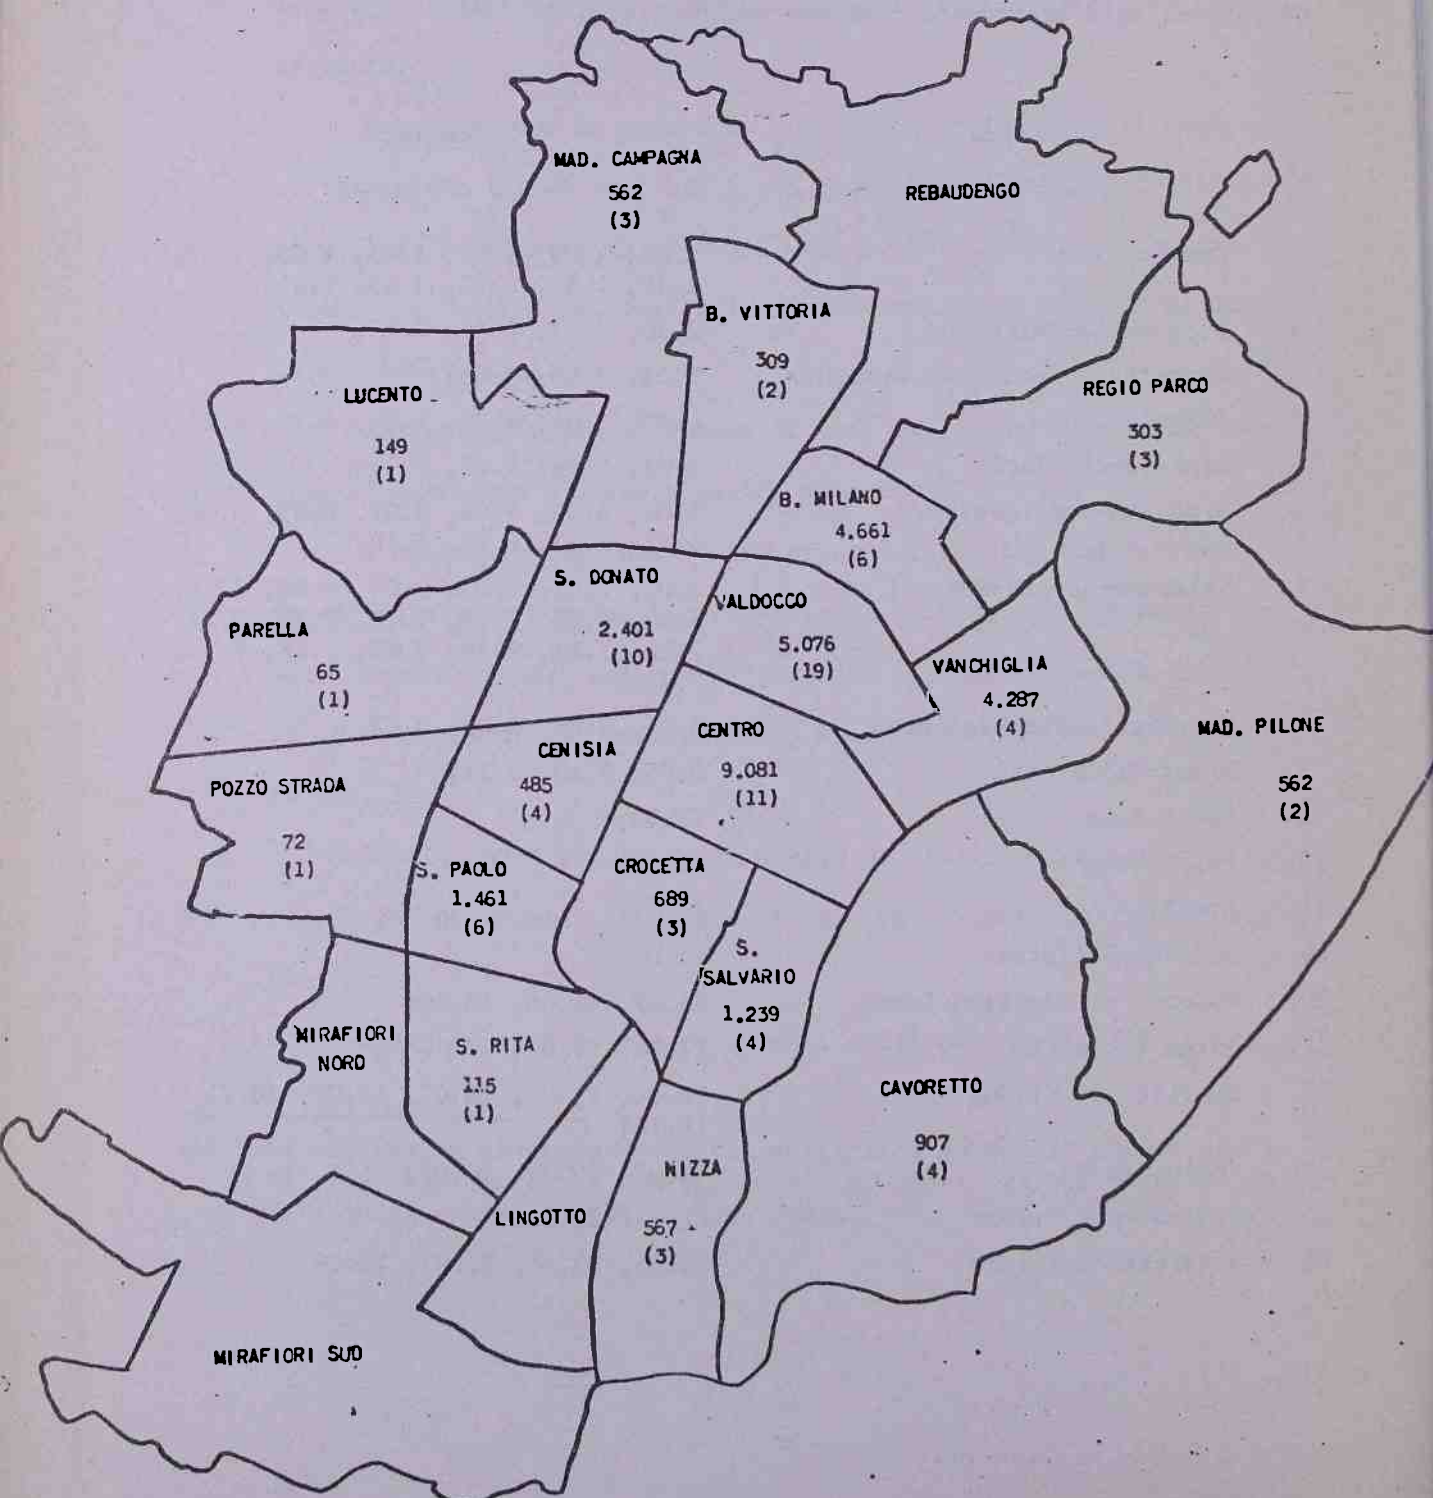 MAD. CAMPAGNA
562
(3)
REBAUDENGO
B. VITTORIA
309
(2)
LUCENTO
149
(1)
REGIO PARCO
303
(3)
B. MILANO
4.661
(6)
S. DONATO
2.401
(10)
VALDOCCO
5.076
(19)
PARELLA
65
(1)
VANCHIGLIA
4.287
(4)
MAD. PILONE
562
(2)
CENISIA
485
(4)
CENTRO
9.081
(11)
POZZO STRADA
72
(1)
S. PAOLO
1.461
(6)
CROCETTA
689
(3)
S.
SALVARIO
1.239
(4)
MIRAFIORI
NORD
S. RITA
115
(1)
CAVORETTO
907
(4)
NIZZA
567
(3)
LINGOTTO
MIRAFIORI SUD